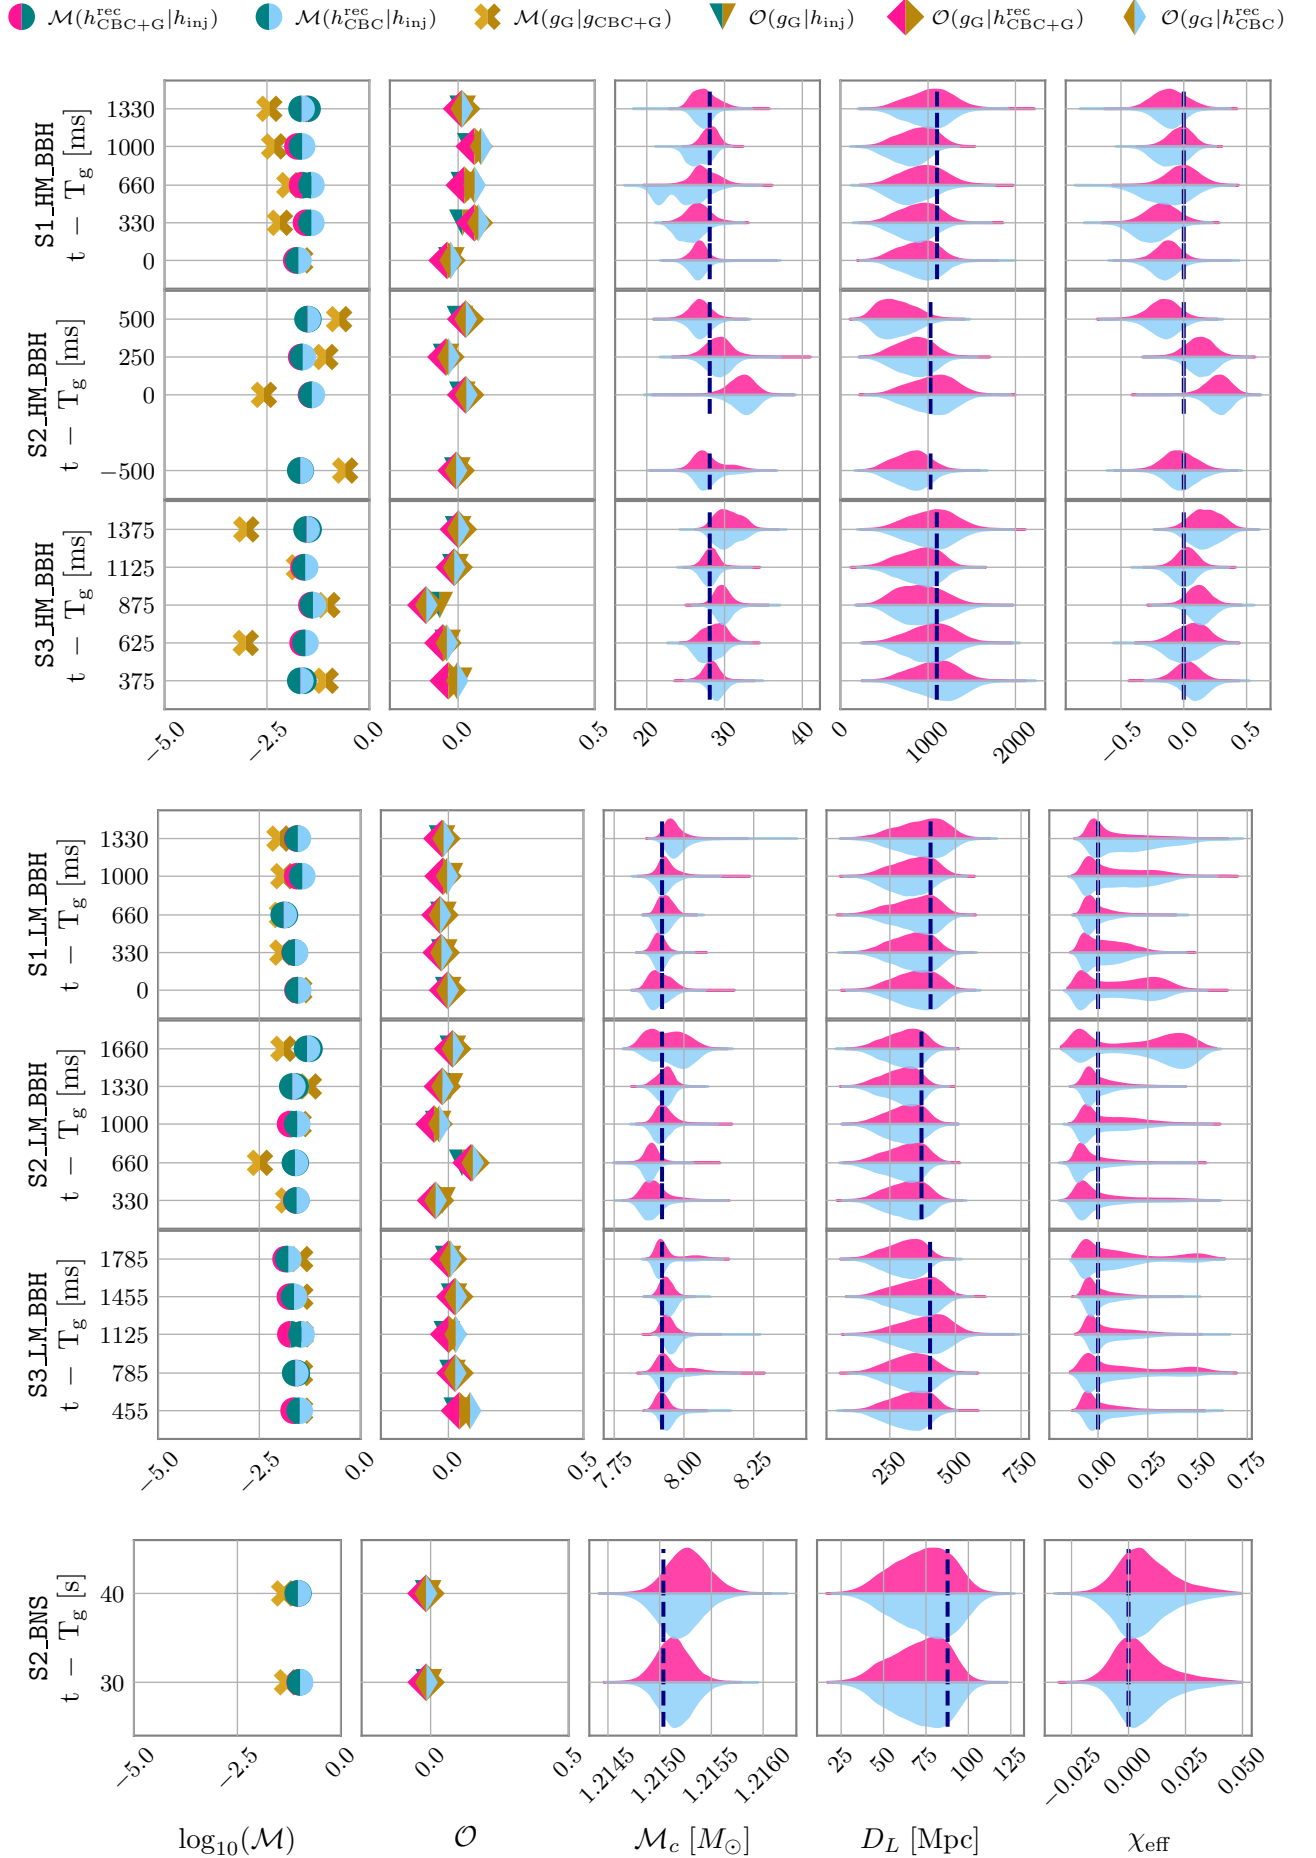 M(h^rec_CBC+G|h_inj) M(h^rec_CBC|h_inj) M(g_G|g_CBC+G) O(g_G|h_inj) O(g_G|h^rec_CBC+G) O(g_G|h^rec_CBC)
S1_HM_BBH
t − T_g [ms]
1330
1000
660
330
0
S2_HM_BBH
t − T_g [ms]
500
250
0
−500
S3_HM_BBH
t − T_g [ms]
1375
1125
875
625
375
−5.0 −2.5 0.0 0.0 0.5 20 30 40 0 1000 2000 −0.5 0.0 0.5
S1_LM_BBH
t − T_g [ms]
1330
1000
660
330
0
S2_LM_BBH
t − T_g [ms]
1660
1330
1000
660
330
S3_LM_BBH
t − T_g [ms]
1785
1455
1125
785
455
−5.0 −2.5 0.0 0.0 0.5 7.75 8.00 8.25 250 500 750 0.00 0.25 0.50 0.75
S2_BNS
t − T_g [s]
40
30
−5.0 −2.5 0.0 0.0 0.5 1.2145 1.2150 1.2155 1.2160 25 50 75 100 125 −0.025 0.000 0.025 0.050
log₁₀(M) O M_c [M_⊙] D_L [Mpc] χ_eff